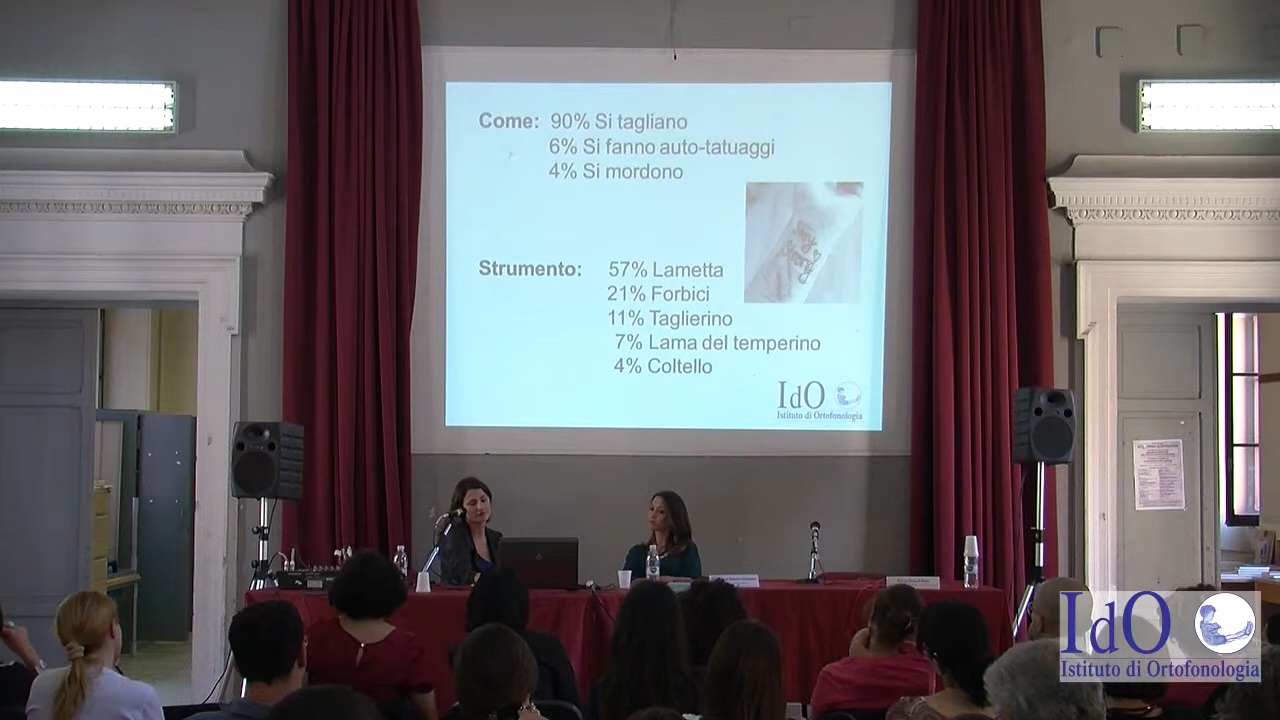 Come: 90% Si tagliano
6% Si fanno auto-tatuaggi
4% Si mordono
Strumento: 57% Lametta
21% Forbici
11% Taglierino
7% Lama del temperino
4% Coltello
IdO
Istituto di Ortofonologia
IdO
Istituto di Ortofonologia